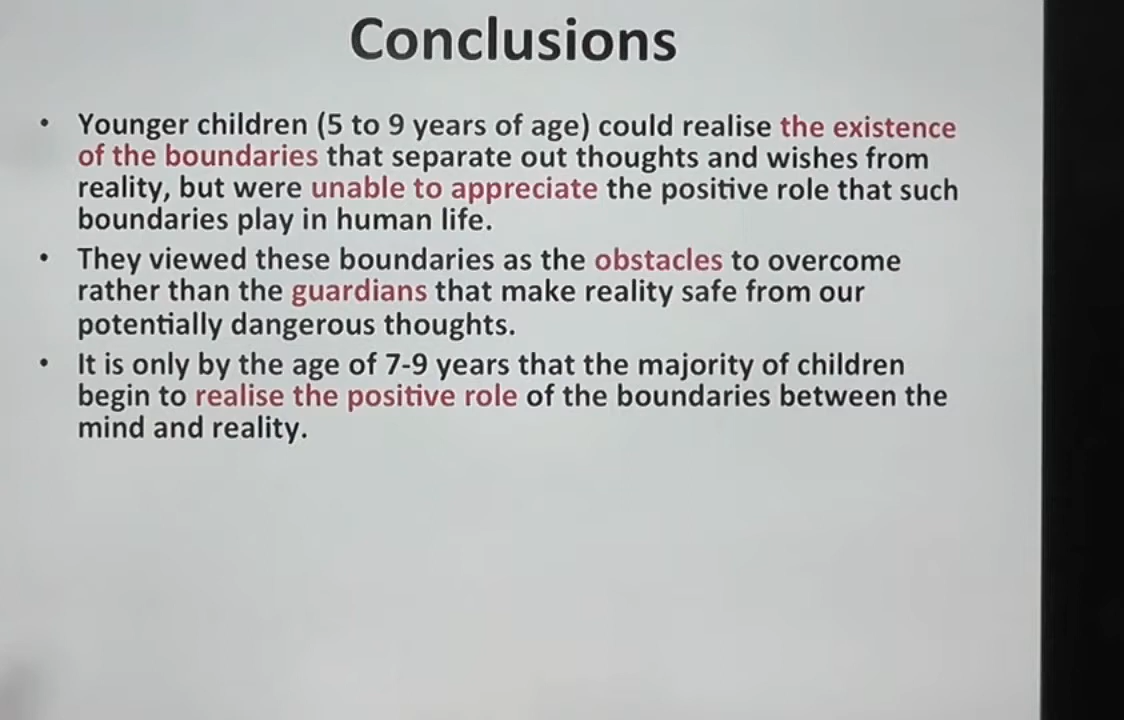 Conclusions
• Younger children (5 to 9 years of age) could realise the existence
of the boundaries that separate out thoughts and wishes from
reality, but were unable to appreciate the positive role that such
boundaries play in human life.
• They viewed these boundaries as the obstacles to overcome
rather than the guardians that make reality safe from our
potentially dangerous thoughts.
• It is only by the age of 7-9 years that the majority of children
begin to realise the positive role of the boundaries between the
mind and reality.